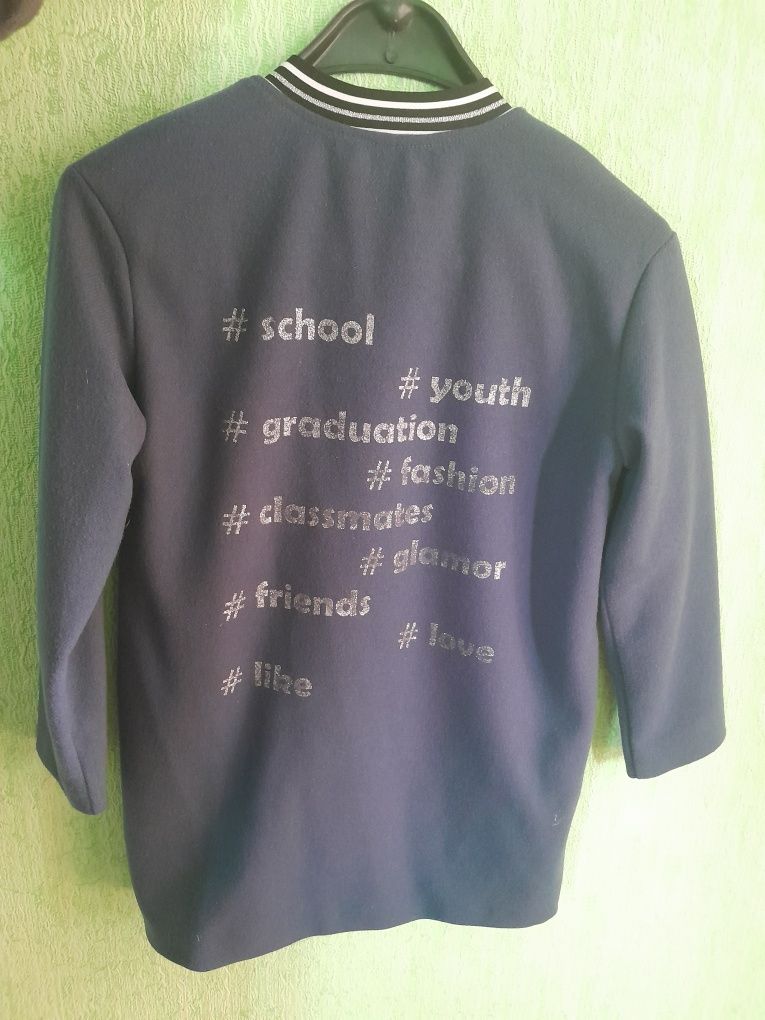 # school
# youth
# graduation
# fashion
# classmates
# glamor
# friends
# love
# like